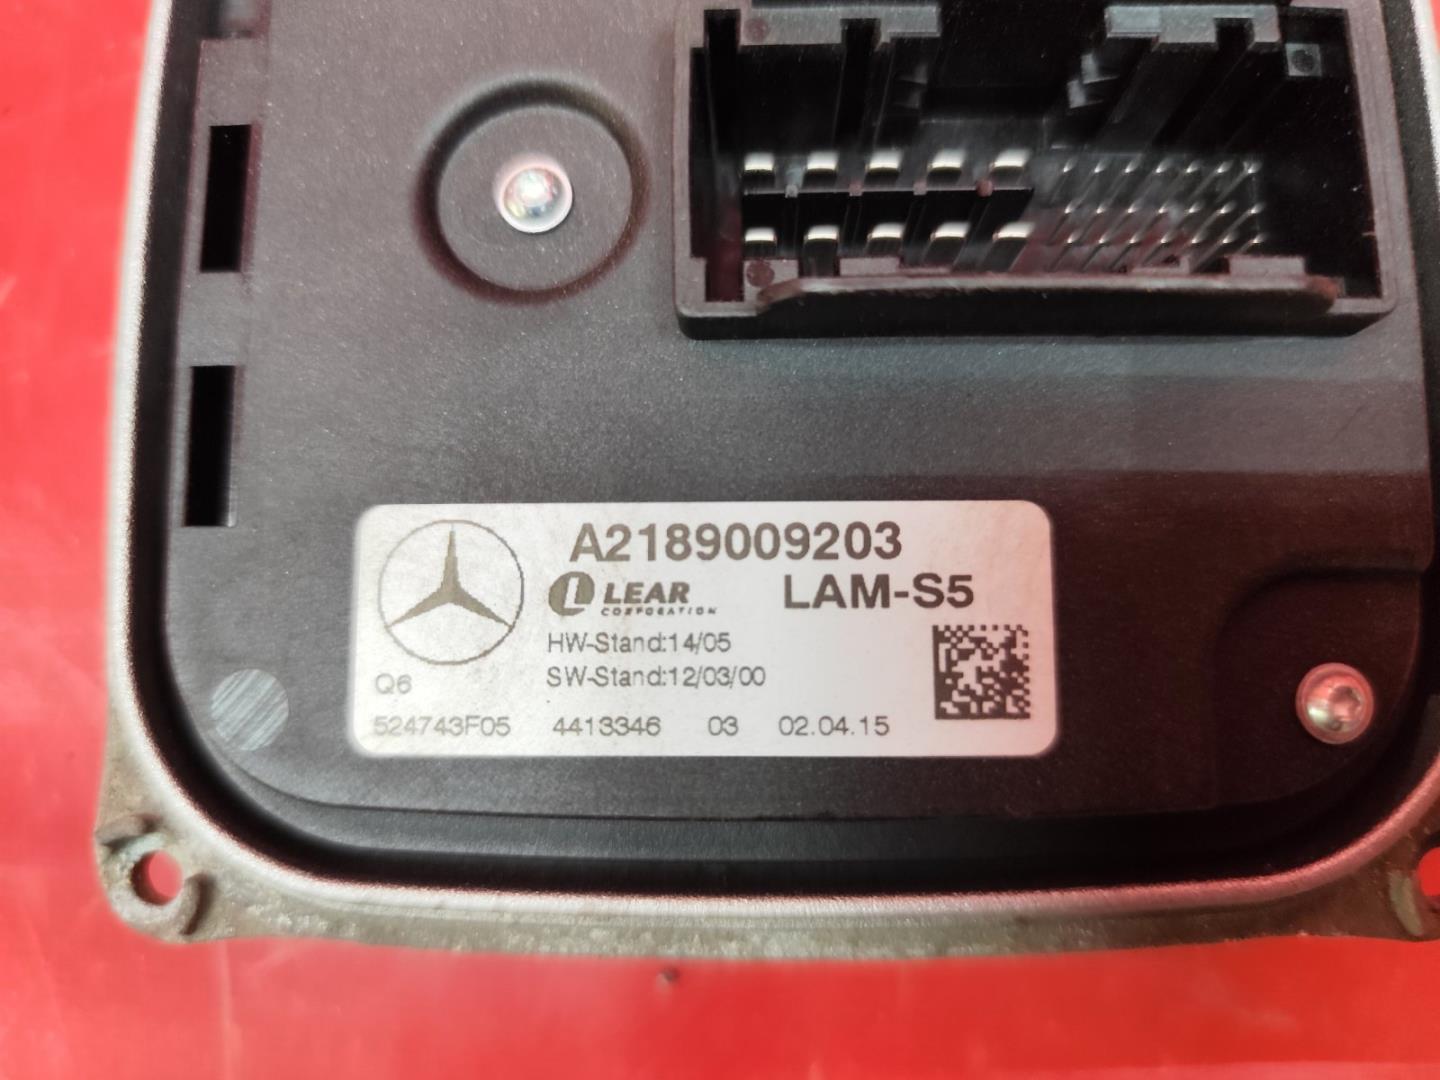 A2189009203
LEAR LAM-S5
CORPORATION
HW-Stand:14/05
SW-Stand:12/03/00
Q6
524743F05 4413346 03 02.04.15